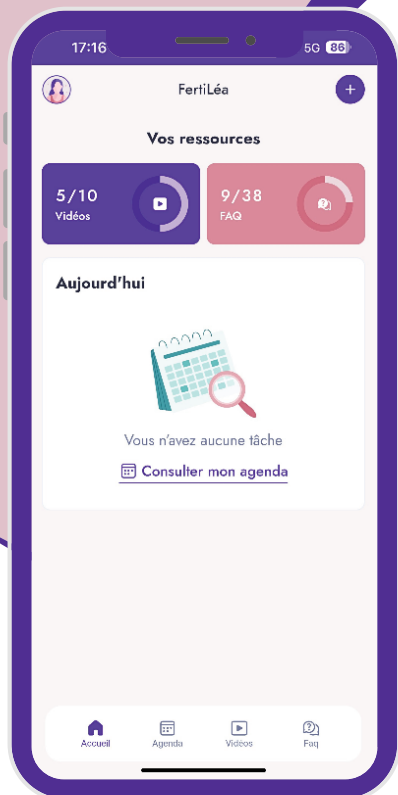 17:16
5G 86
FertiLéa
Vos ressources
5/10
Vidéos
9/38
FAQ
Aujourd'hui
Vous n'avez aucune tâche
Consulter mon agenda
Accueil
Agenda
Vidéos
Faq